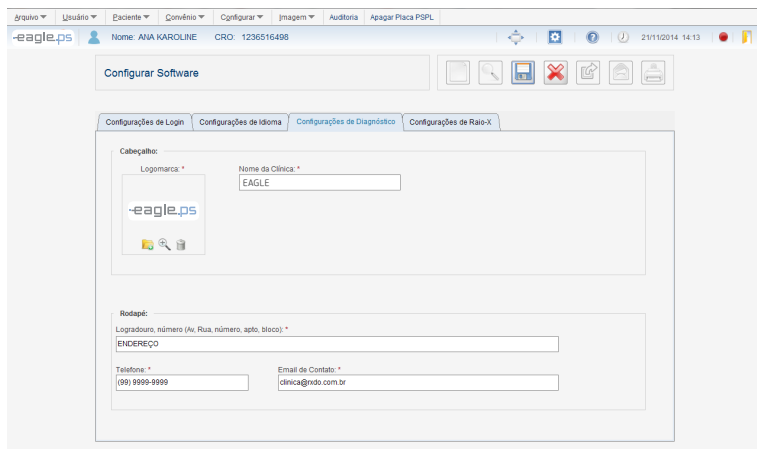 Arquivo Usuário Paciente Convênio Configurar Imagem Auditoria Apagar Placa PSPL
eagle.ps Nome: ANA KAROLINE CRO: 1236516498 21/11/2014 14:13
Configurar Software
Configurações de Login Configurações de Idioma Configurações de Diagnóstico Configurações de Raio-X
Cabeçalho:
Logomarca: * Nome da Clínica: *
EAGLE
eagle.ps
Rodapé:
Logradouro, número (Av, Rua, número, apto, bloco): *
ENDEREÇO
Telefone: * Email de Contato: *
(99) 9999-9999 clinica@rxdo.com.br